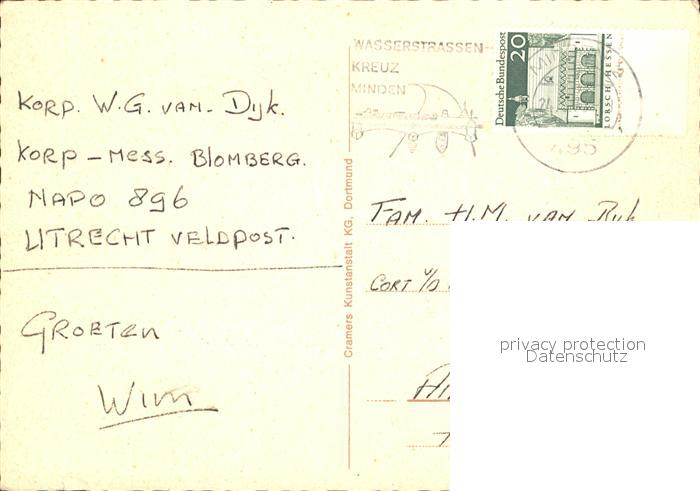 WASSERSTRASSEN-
KREUZ
MINDEN
Deutsche Bundespost
20
LORSCH/HESSEN
495
KORP. W.G. VAN. DIJK.
KORP - MESS. BLOMBERG.
NAPO 896
UTRECHT VELDPOST.
GROETEN
WIM
Cramers Kunstanstalt KG, Dortmund
FAM. H.M. VAN
CORT V/D
privacy protection
Datenschutz